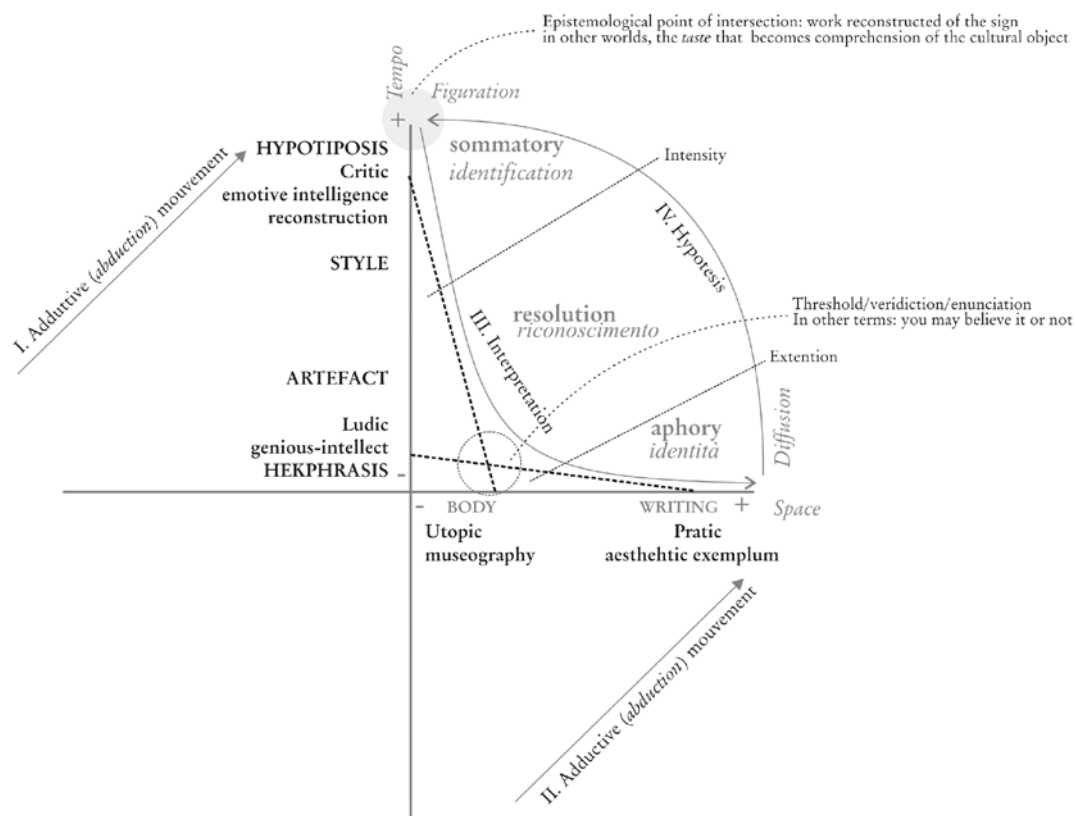 Epistemological point of intersection: work reconstructed of the sign
in other worlds, the taste that becomes comprehension of the cultural object
Tempo
Figuration
+
HYPOTIPOSIS
Critic
emotive intelligence
reconstruction
sommatory
identification
Intensity
I. Adduttive (abduction) mouvement
STYLE
IV. Hypotesis
Threshold/veridiction/enunciation
In other terms: you may believe it or not
resolution
riconoscimento
III. Interpretation
Extention
ARTEFACT
Ludic
genious-intellect
HEKPHRASIS
-
aphory
identità
Diffusion
- BODY
WRITING +
Space
Utopic
museography
Pratic
aesthehtic exemplum
II. Adductive (abduction) mouvement